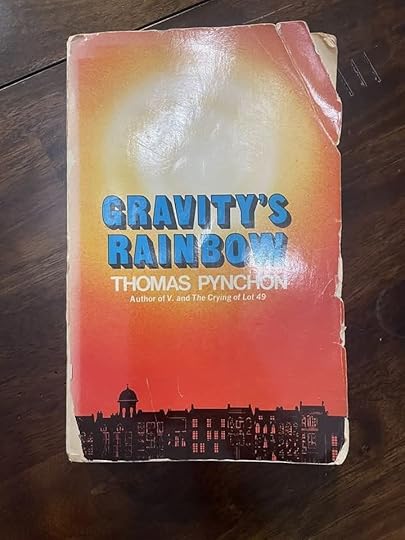 GRAVITY'S
RAINBOW
THOMAS PYNCHON
Author of V. and The Crying of Lot 49